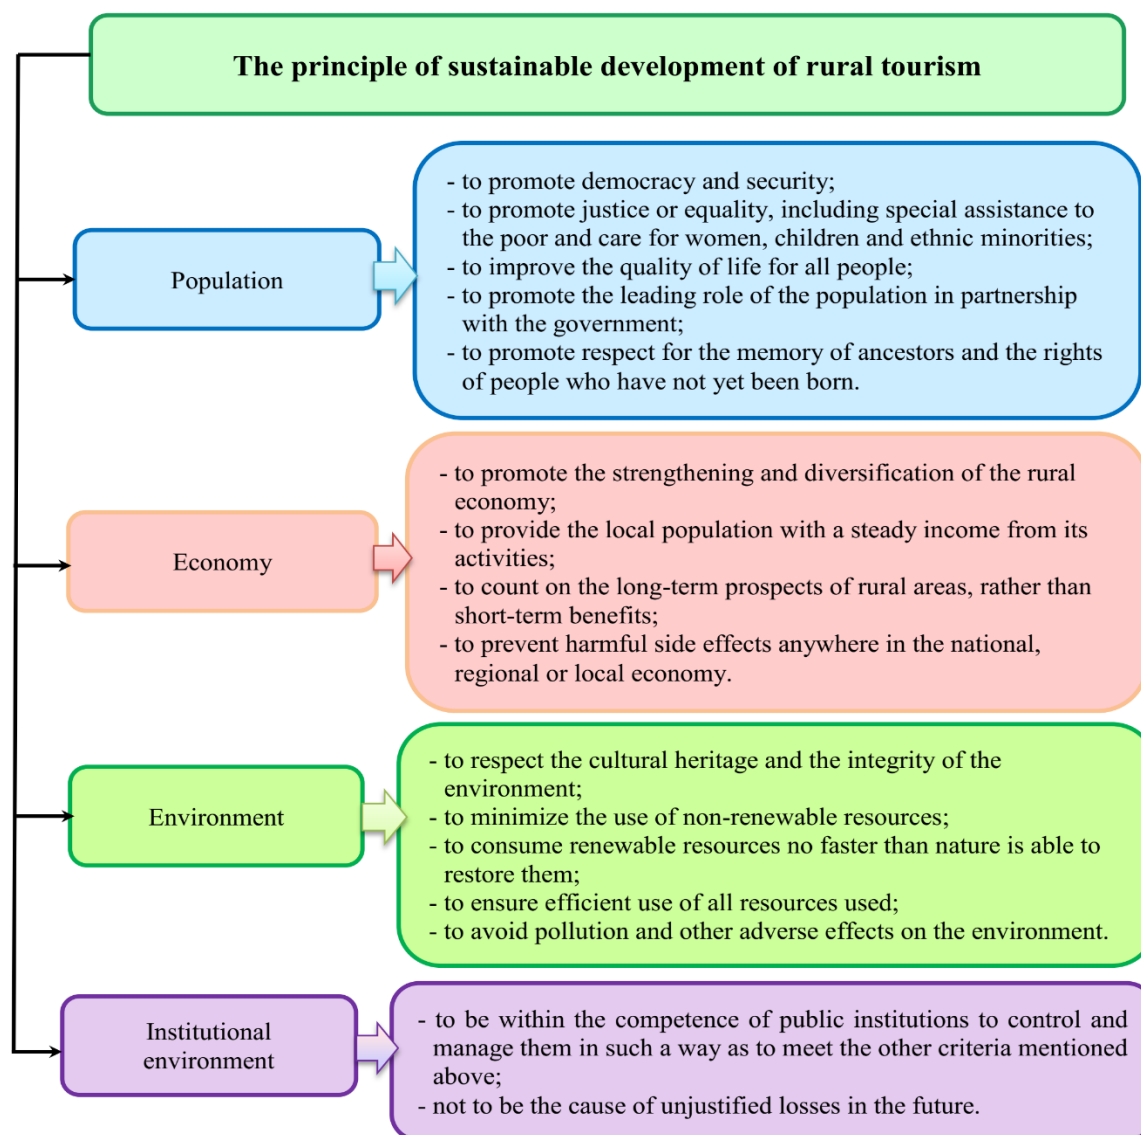 The principle of sustainable development of rural tourism
Population
- to promote democracy and security;
- to promote justice or equality, including special assistance to
the poor and care for women, children and ethnic minorities;
- to improve the quality of life for all people;
- to promote the leading role of the population in partnership
with the government;
- to promote respect for the memory of ancestors and the rights
of people who have not yet been born.
Economy
- to promote the strengthening and diversification of the rural
economy;
- to provide the local population with a steady income from its
activities;
- to count on the long-term prospects of rural areas, rather than
short-term benefits;
- to prevent harmful side effects anywhere in the national,
regional or local economy.
Environment
- to respect the cultural heritage and the integrity of the
environment;
- to minimize the use of non-renewable resources;
- to consume renewable resources no faster than nature is able to
restore them;
- to ensure efficient use of all resources used;
- to avoid pollution and other adverse effects on the environment.
Institutional
environment
- to be within the competence of public institutions to control and
manage them in such a way as to meet the other criteria mentioned
above;
- not to be the cause of unjustified losses in the future.